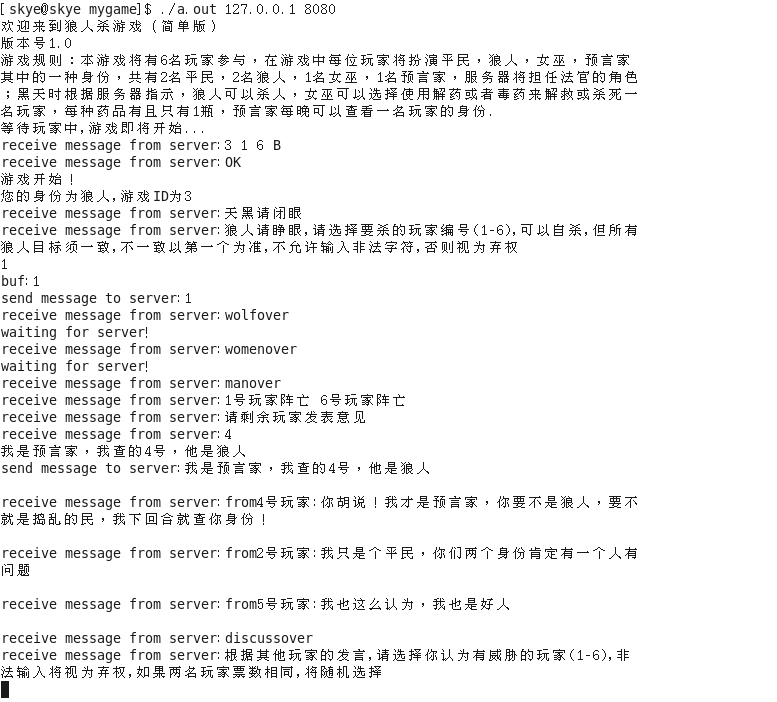 [ skye@skye mygame]$ ./a.out 127.0.0.1 8080
欢迎来到狼人杀游戏（简单版）
版本号1.0
游戏规则：本游戏将有6名玩家参与，在游戏中每位玩家将扮演平民，狼人，女巫，预言家
其中的一种身份，共有2名平民，2名狼人，1名女巫，1名预言家，服务器将担任法官的角色
；黑天时根据服务器指示，狼人可以杀人，女巫可以选择使用解药或者毒药来解救或杀死一
名玩家，每种药品有且只有1瓶，预言家每晚可以查看一名玩家的身份.
等待玩家中,游戏即将开始...
receive message from server:3 1 6 B
receive message from server:OK
游戏开始！
您的身份为狼人,游戏ID为3
receive message from server:天黑请闭眼
receive message from server:狼人请睁眼,请选择要杀的玩家编号(1-6),可以自杀,但所有
狼人目标须一致,不一致以第一个为准,不允许输入非法字符,否则视为弃权
1
buf:1
send message to server:1
receive message from server:wolfover
waiting for server!
receive message from server:womenover
waiting for server!
receive message from server:manover
receive message from server:1号玩家阵亡 6号玩家阵亡
receive message from server:请剩余玩家发表意见
receive message from server:4
我是预言家，我查的4号，他是狼人
send message to server:我是预言家，我查的4号，他是狼人
receive message from server:from4号玩家:你胡说！我才是预言家，你要不是狼人，要不
就是捣乱的民，我下回合就查你身份！
receive message from server:from2号玩家:我只是个平民，你们两个身份肯定有一个人有
问题
receive message from server:from5号玩家:我也这么认为，我也是好人
receive message from server:discussover
receive message from server:根据其他玩家的发言,请选择你认为有威胁的玩家(1-6),非
法输入将视为弃权,如果两名玩家票数相同,将随机选择